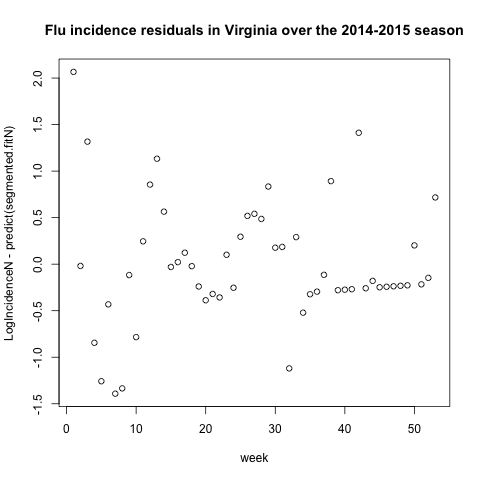 Flu incidence residuals in Virginia over the 2014-2015 season
LogIncidenceN - predict(segmented.fitN)
2.0
1.5
1.0
0.5
0.0
-0.5
-1.0
-1.5
0 10 20 30 40 50
week